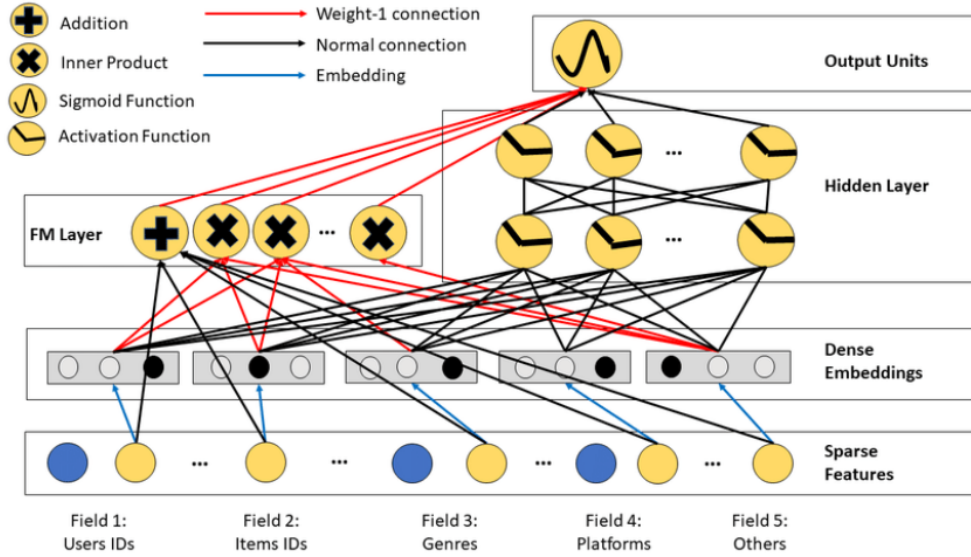 Addition
Inner Product
Sigmoid Function
Activation Function
Weight-1 connection
Normal connection
Embedding
Output Units
Hidden Layer
...
...
FM Layer
...
Dense
Embeddings
Sparse
Features
...
...
...
...
Field 1:
Users IDs
Field 2:
Items IDs
Field 3:
Genres
Field 4:
Platforms
Field 5:
Others